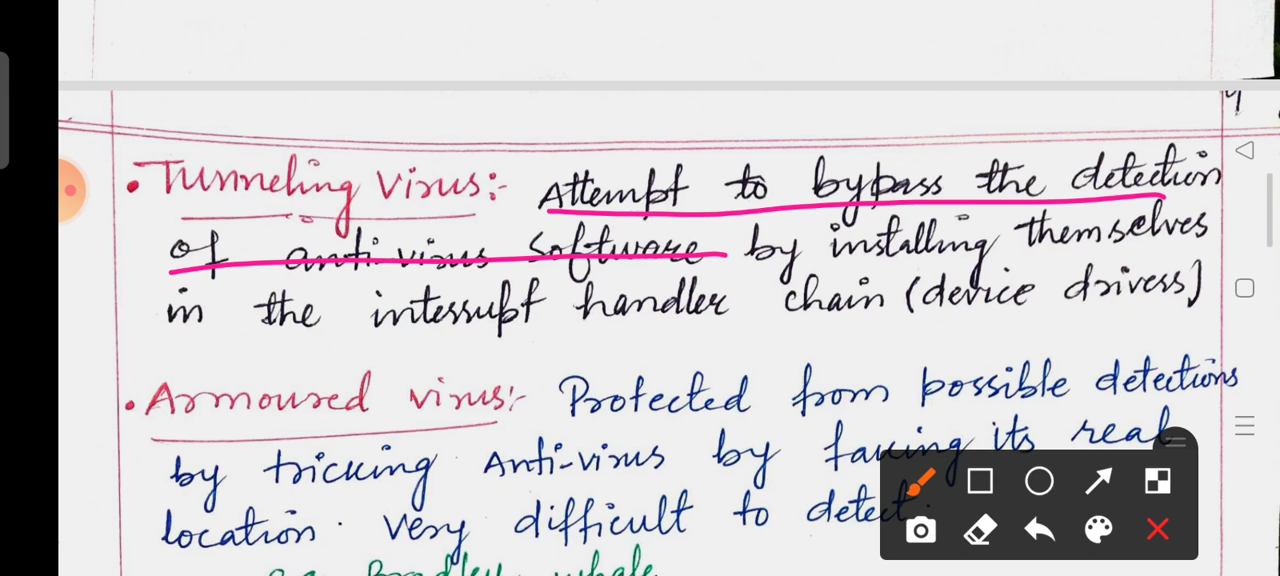 • Tunneling Virus:- Attempt to bypass the detection
of anti-virus Software by installing themselves
in the interrupt handler chain (device drivers)
• Armoured virus:- Protected from possible detections
by tricking Anti-virus by faking its real
location. Very difficult to detect.
whale